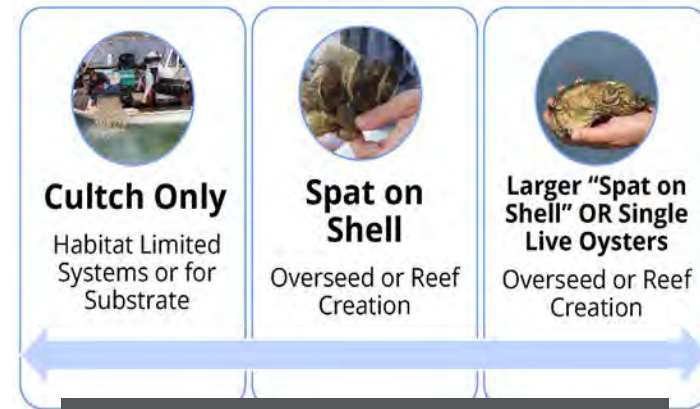 Cultch Only
Habitat Limited
Systems or for
Substrate
Spat on
Shell
Overseed or Reef
Creation
Larger “Spat on
Shell” OR Single
Live Oysters
Overseed or Reef
Creation